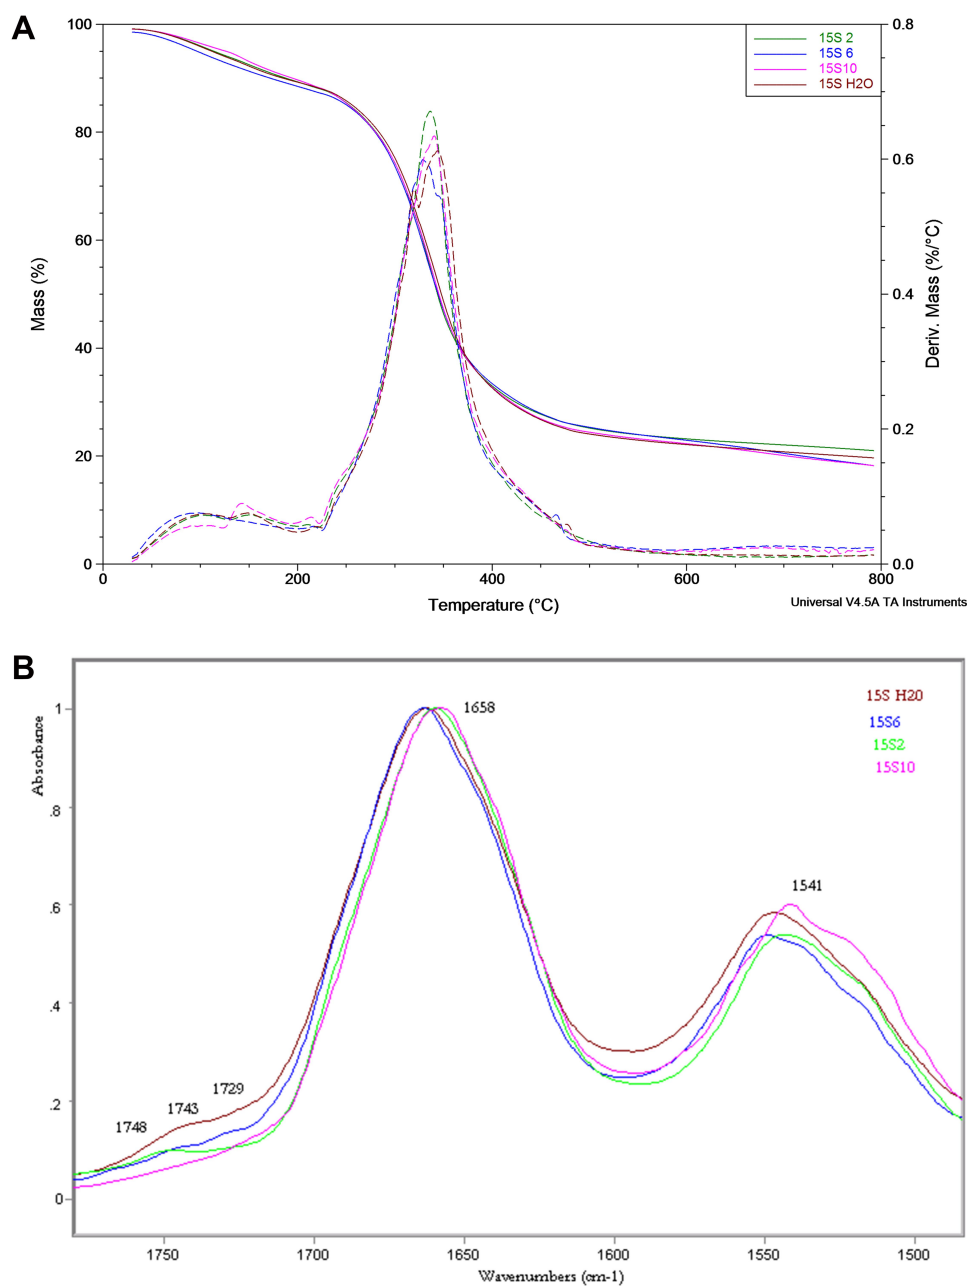 A
100
80
60
40
20
0
Mass (%)
0.8
0.6
0.4
0.2
0.0
Deriv. Mass (%/°C)
15S 2
15S 6
15S10
15S H2O
0
200
400
600
800
Temperature (°C)
Universal V4.5A TA Instruments
B
Absorbance
1
.8
.6
.4
.2
0
15S H20
15S6
15S2
15S10
1658
1541
1729
1743
1748
1750
1700
1650
1600
1550
1500
Wavenumbers (cm-1)